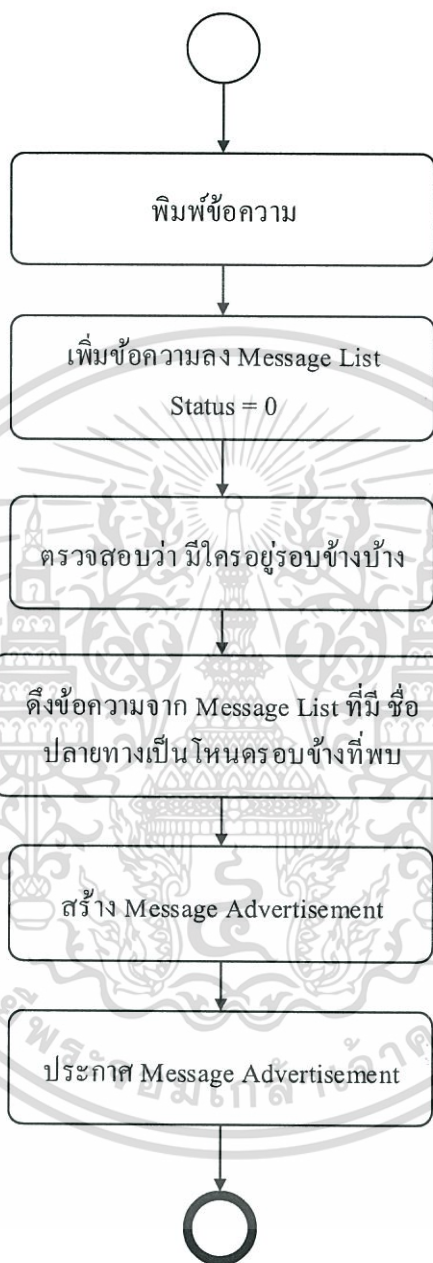 พิมพ์ข้อความ
เพิ่มข้อความลง Message List
Status = 0
ตรวจสอบว่า มีใครอยู่รอบข้างบ้าง
ดึงข้อความจาก Message List ที่มี ชื่อ
ปลายทางเป็นโหนดรอบข้างที่พบ
สร้าง Message Advertisement
ประกาศ Message Advertisement